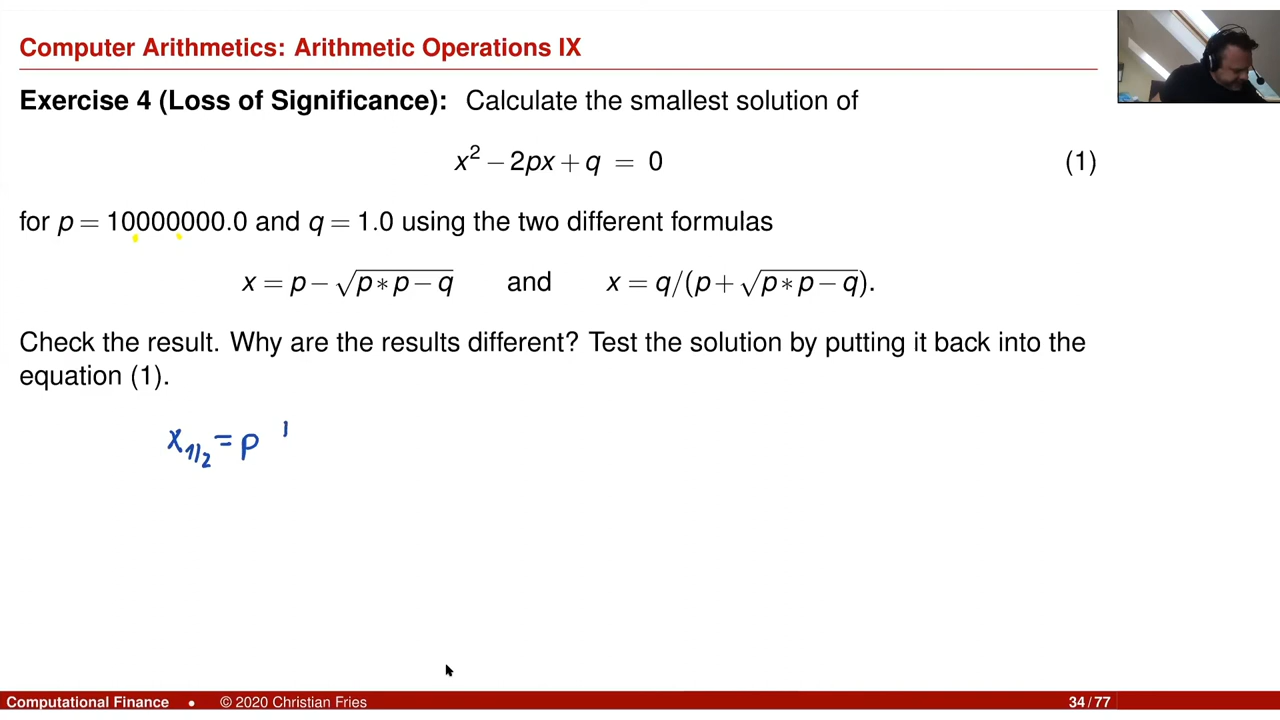 Computer Arithmetics: Arithmetic Operations IX
Exercise 4 (Loss of Significance): Calculate the smallest solution of
x² − 2px + q = 0 (1)
for p = 10000000.0 and q = 1.0 using the two different formulas
x = p − √(p∗p − q) and x = q/(p + √(p∗p − q)).
Check the result. Why are the results different? Test the solution by putting it back into the
equation (1).
x₁/₂ = p
Computational Finance • © 2020 Christian Fries 34 / 77